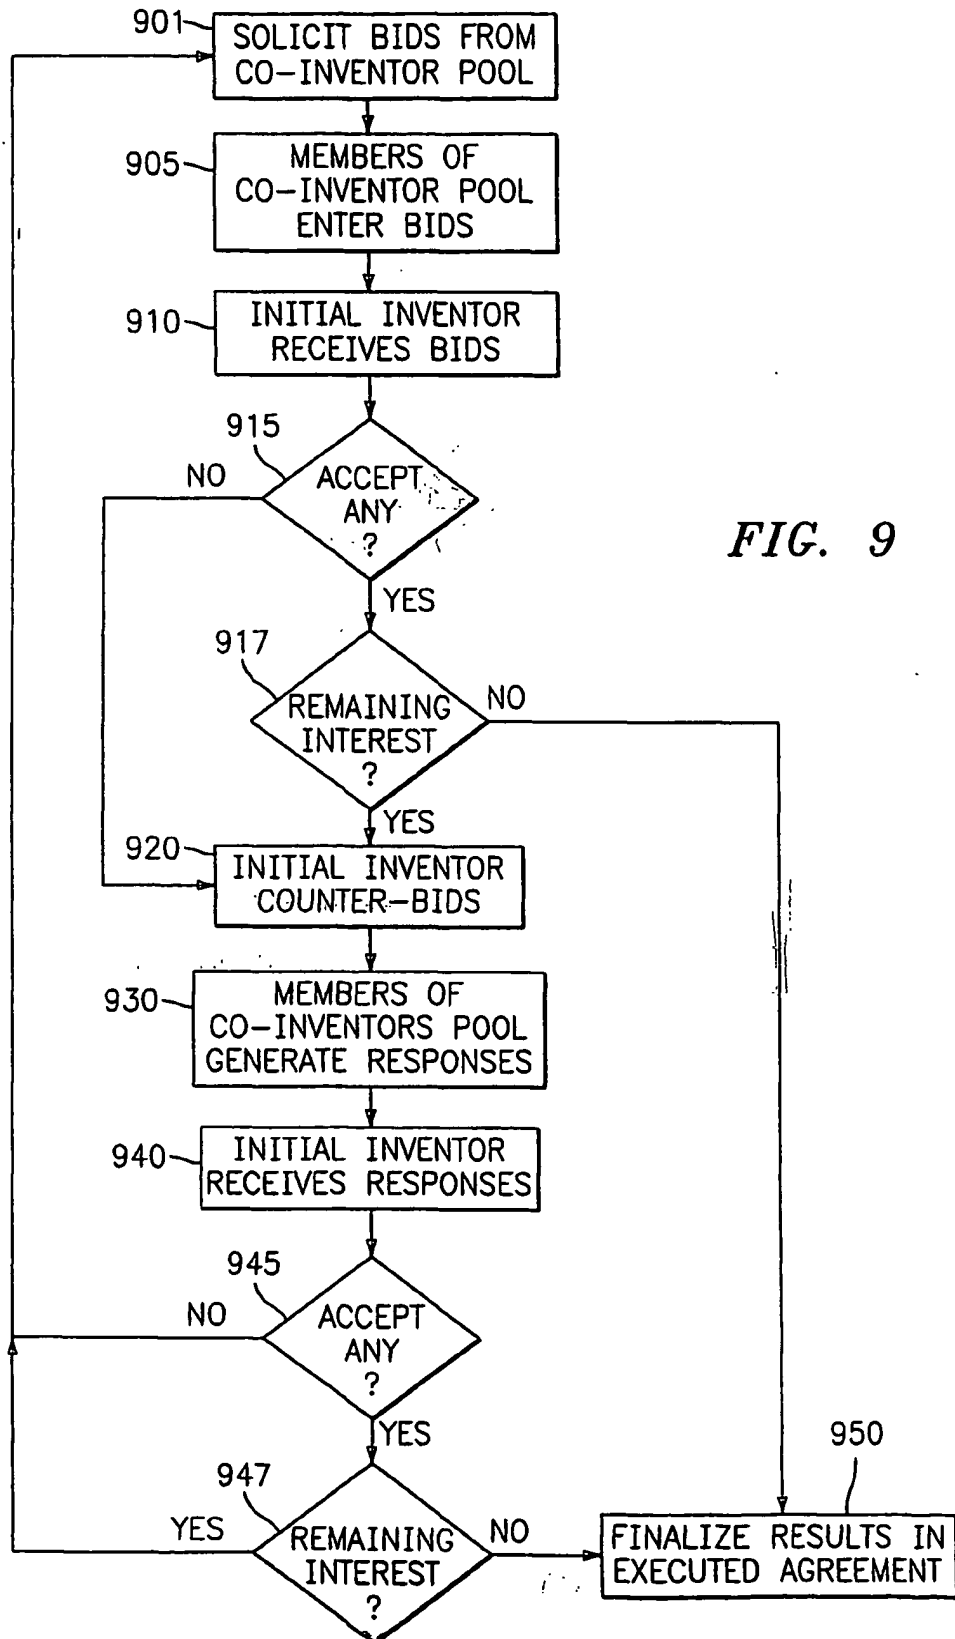 901
SOLICIT BIDS FROM
CO-INVENTOR POOL
905
MEMBERS OF
CO-INVENTOR POOL
ENTER BIDS
910
INITIAL INVENTOR
RECEIVES BIDS
915
NO
ACCEPT
ANY
?
FIG. 9
YES
917
REMAINING
INTEREST
?
NO
YES
920
INITIAL INVENTOR
COUNTER-BIDS
930
MEMBERS OF
CO-INVENTORS POOL
GENERATE RESPONSES
940
INITIAL INVENTOR
RECEIVES RESPONSES
945
NO
ACCEPT
ANY
?
YES
947
YES
REMAINING
INTEREST
?
NO
950
FINALIZE RESULTS IN
EXECUTED AGREEMENT